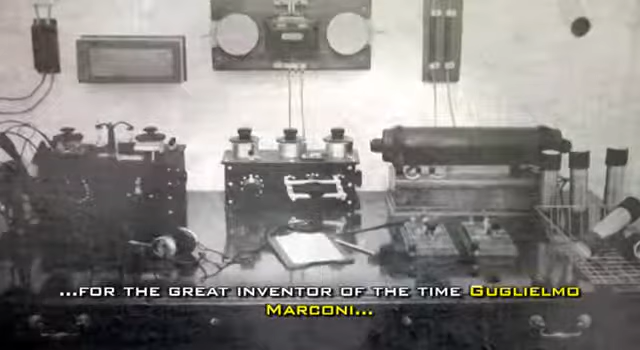 ...FOR THE GREAT INVENTOR OF THE TIME GUGLIELMO
MARCONI...